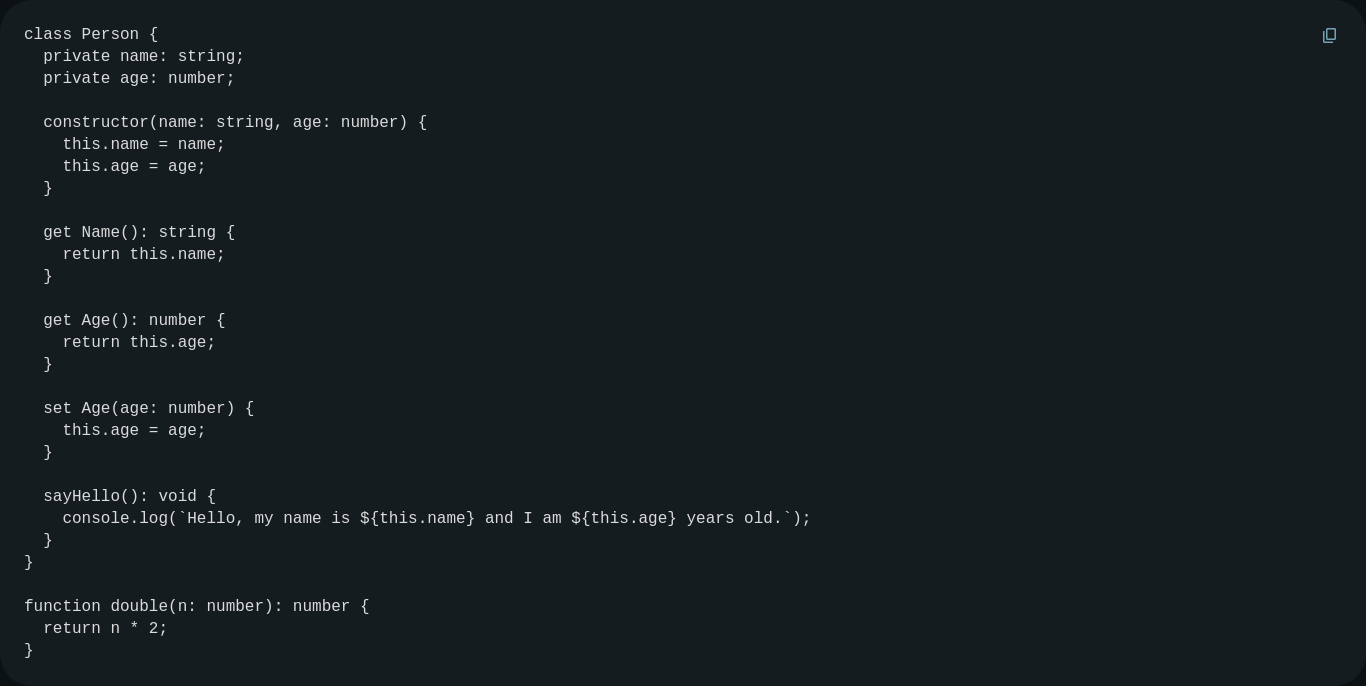 class Person {
  private name: string;
  private age: number;

  constructor(name: string, age: number) {
    this.name = name;
    this.age = age;
  }

  get Name(): string {
    return this.name;
  }

  get Age(): number {
    return this.age;
  }

  set Age(age: number) {
    this.age = age;
  }

  sayHello(): void {
    console.log(`Hello, my name is ${this.name} and I am ${this.age} years old.`);
  }
}

function double(n: number): number {
  return n * 2;
}